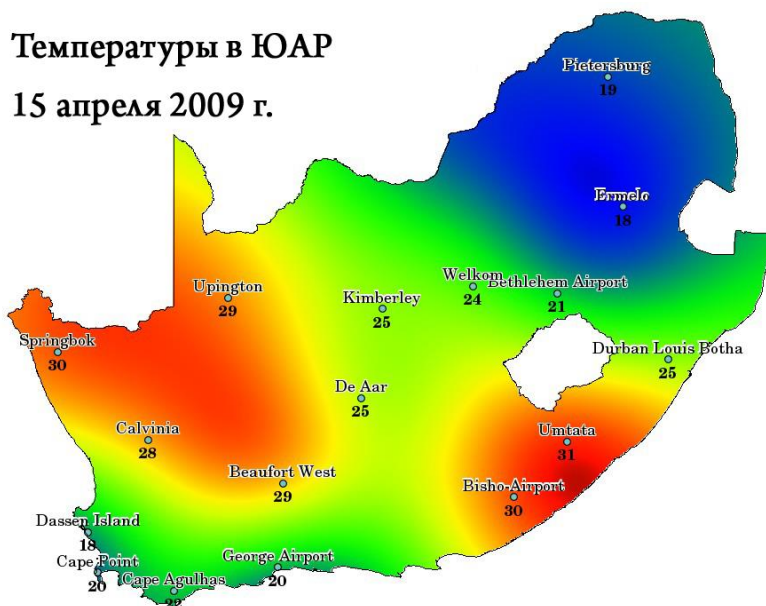 Температуры в ЮАР
15 апреля 2009 г.
Pietersburg
19
Ermelo
18
Upington
29
Welkom
24
Bethlehem Airport
21
Kimberley
25
Springbok
30
Durban Louis Botha
25
De Aar
25
Calvinia
28
Umtata
31
Beaufort West
29
Bisho-Airport
30
Dassen Island
18
Cape Point
20
George Airport
20
Cape Agulhas
22